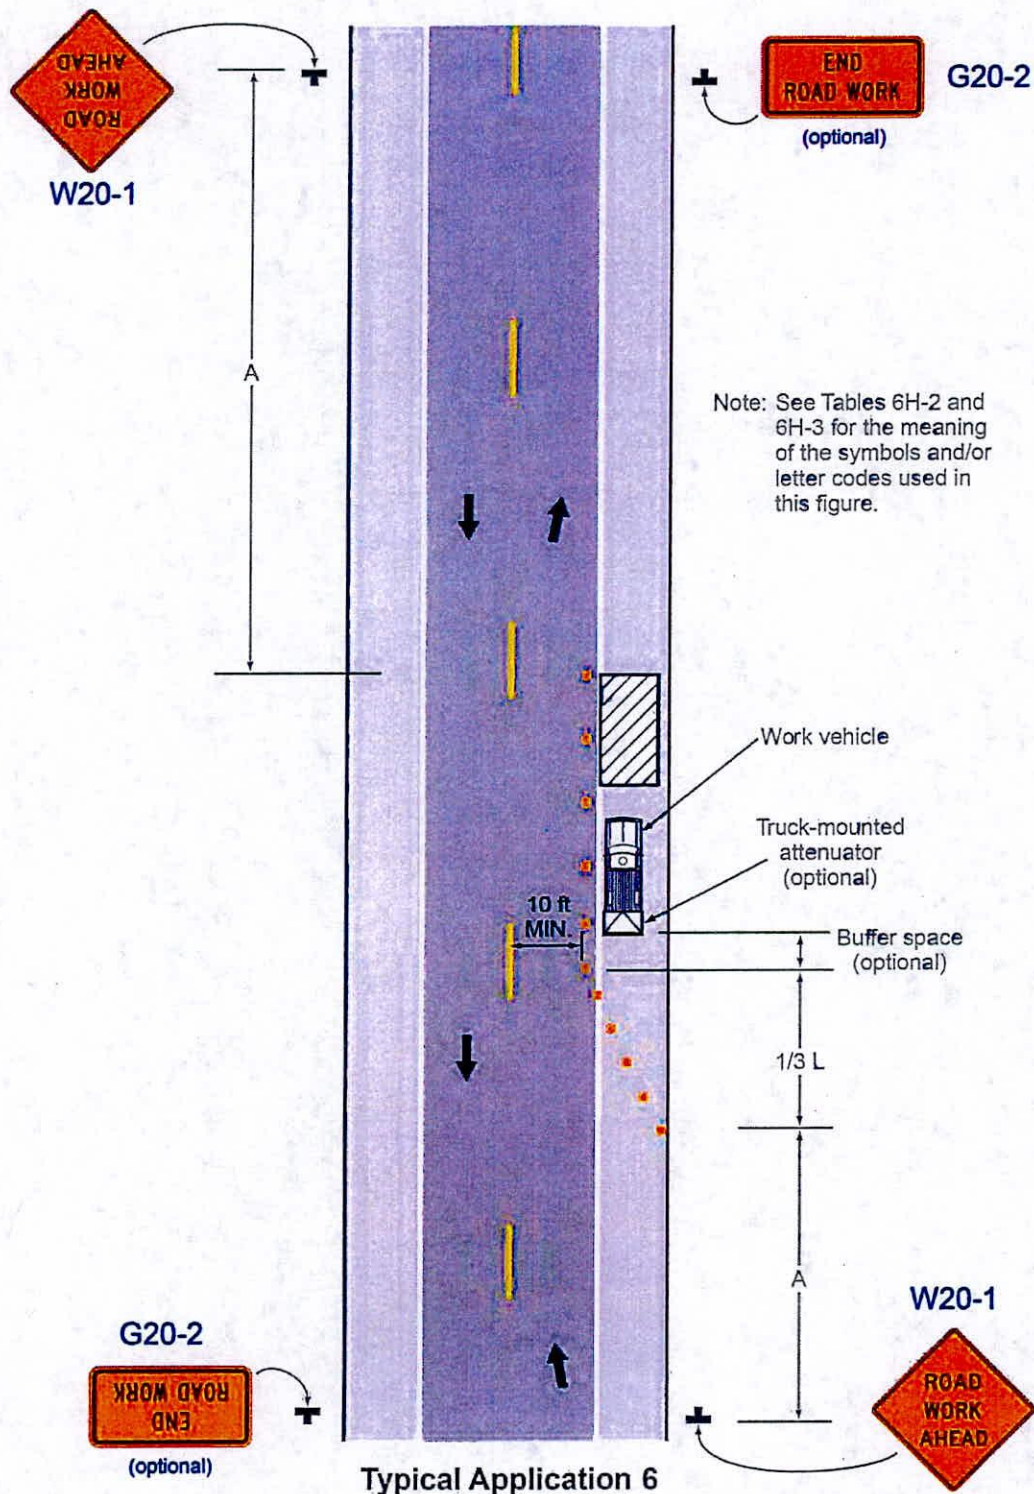 ROAD
WORK
AHEAD
W20-1
END
ROAD WORK
(optional)
G20-2
A
Note: See Tables 6H-2 and
6H-3 for the meaning
of the symbols and/or
letter codes used in
this figure.
Work vehicle
Truck-mounted
attenuator
(optional)
10 ft
MIN.
Buffer space
(optional)
1/3 L
A
G20-2
END
ROAD WORK
(optional)
W20-1
ROAD
WORK
AHEAD
Typical Application 6